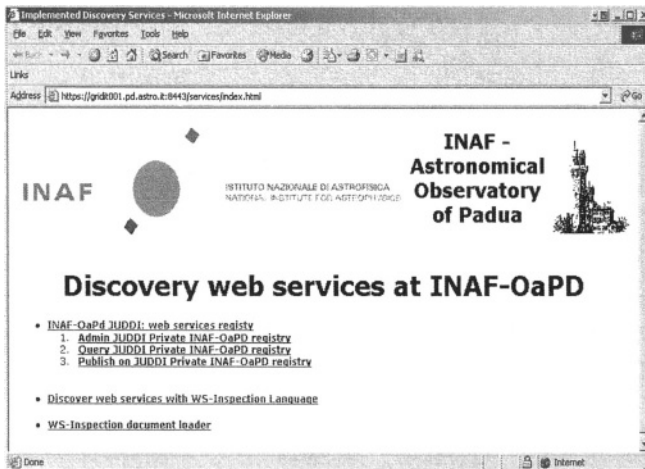 Implemented Discovery Services - Microsoft Internet Explorer
File Edit View Favorites Tools Help
Back Search Favorites Media
Links
Address https://gridit001.pd.astro.it:8443/services/index.html Go
INAF
ISTITUTO NAZIONALE DI ASTROFISICA
NATIONAL INSTITUTE FOR ASTROPHYSICS
INAF -
Astronomical
Observatory
of Padua
Discovery web services at INAF-OaPD
• INAF-OaPd JUDDI: web services registy
1. Admin JUDDI Private INAF-OaPD registry
2. Query JUDDI Private INAF-OaPD registry
3. Publish on JUDDI Private INAF-OaPD registry
• Discover web services with WS-Inspection Language
• WS-Inspection document loader
Done Internet